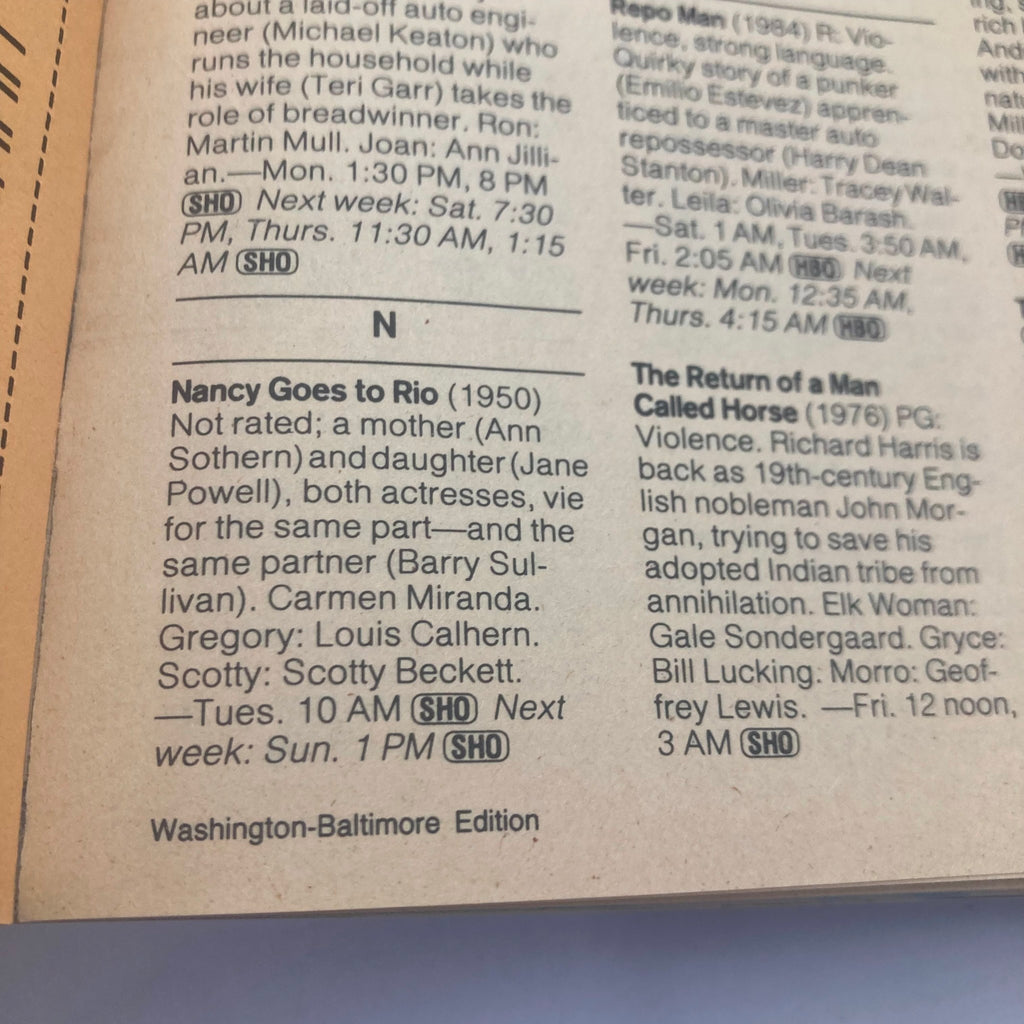 about a laid-off auto engi-
neer (Michael Keaton) who
runs the household while
his wife (Teri Garr) takes the
role of breadwinner. Ron:
Martin Mull. Joan: Ann Jilli-
an.—Mon. 1:30 PM, 8 PM
SHO Next week: Sat. 7:30
PM, Thurs. 11:30 AM, 1:15
AM SHO
N
Nancy Goes to Rio (1950)
Not rated; a mother (Ann
Sothern) and daughter (Jane
Powell), both actresses, vie
for the same part—and the
same partner (Barry Sul-
livan). Carmen Miranda.
Gregory: Louis Calhern.
Scotty: Scotty Beckett.
—Tues. 10 AM SHO Next
week: Sun. 1 PM SHO
Washington-Baltimore Edition
Repo Man (1984) R: Vio-
lence, strong language.
Quirky story of a punker
(Emilio Estevez) appren-
ticed to a master auto
repossessor (Harry Dean
Stanton). Miller: Tracey Wal-
ter. Leila: Olivia Barash.
—Sat. 1 AM, Tues. 3:50 AM,
Fri. 2:05 AM HBO Next
week: Mon. 12:35 AM,
Thurs. 4:15 AM HBO
The Return of a Man
Called Horse (1976) PG:
Violence. Richard Harris is
back as 19th-century Eng-
lish nobleman John Mor-
gan, trying to save his
adopted Indian tribe from
annihilation. Elk Woman:
Gale Sondergaard. Gryce:
Bill Lucking. Morro: Geof-
frey Lewis. —Fri. 12 noon,
3 AM SHO
rich
And
with